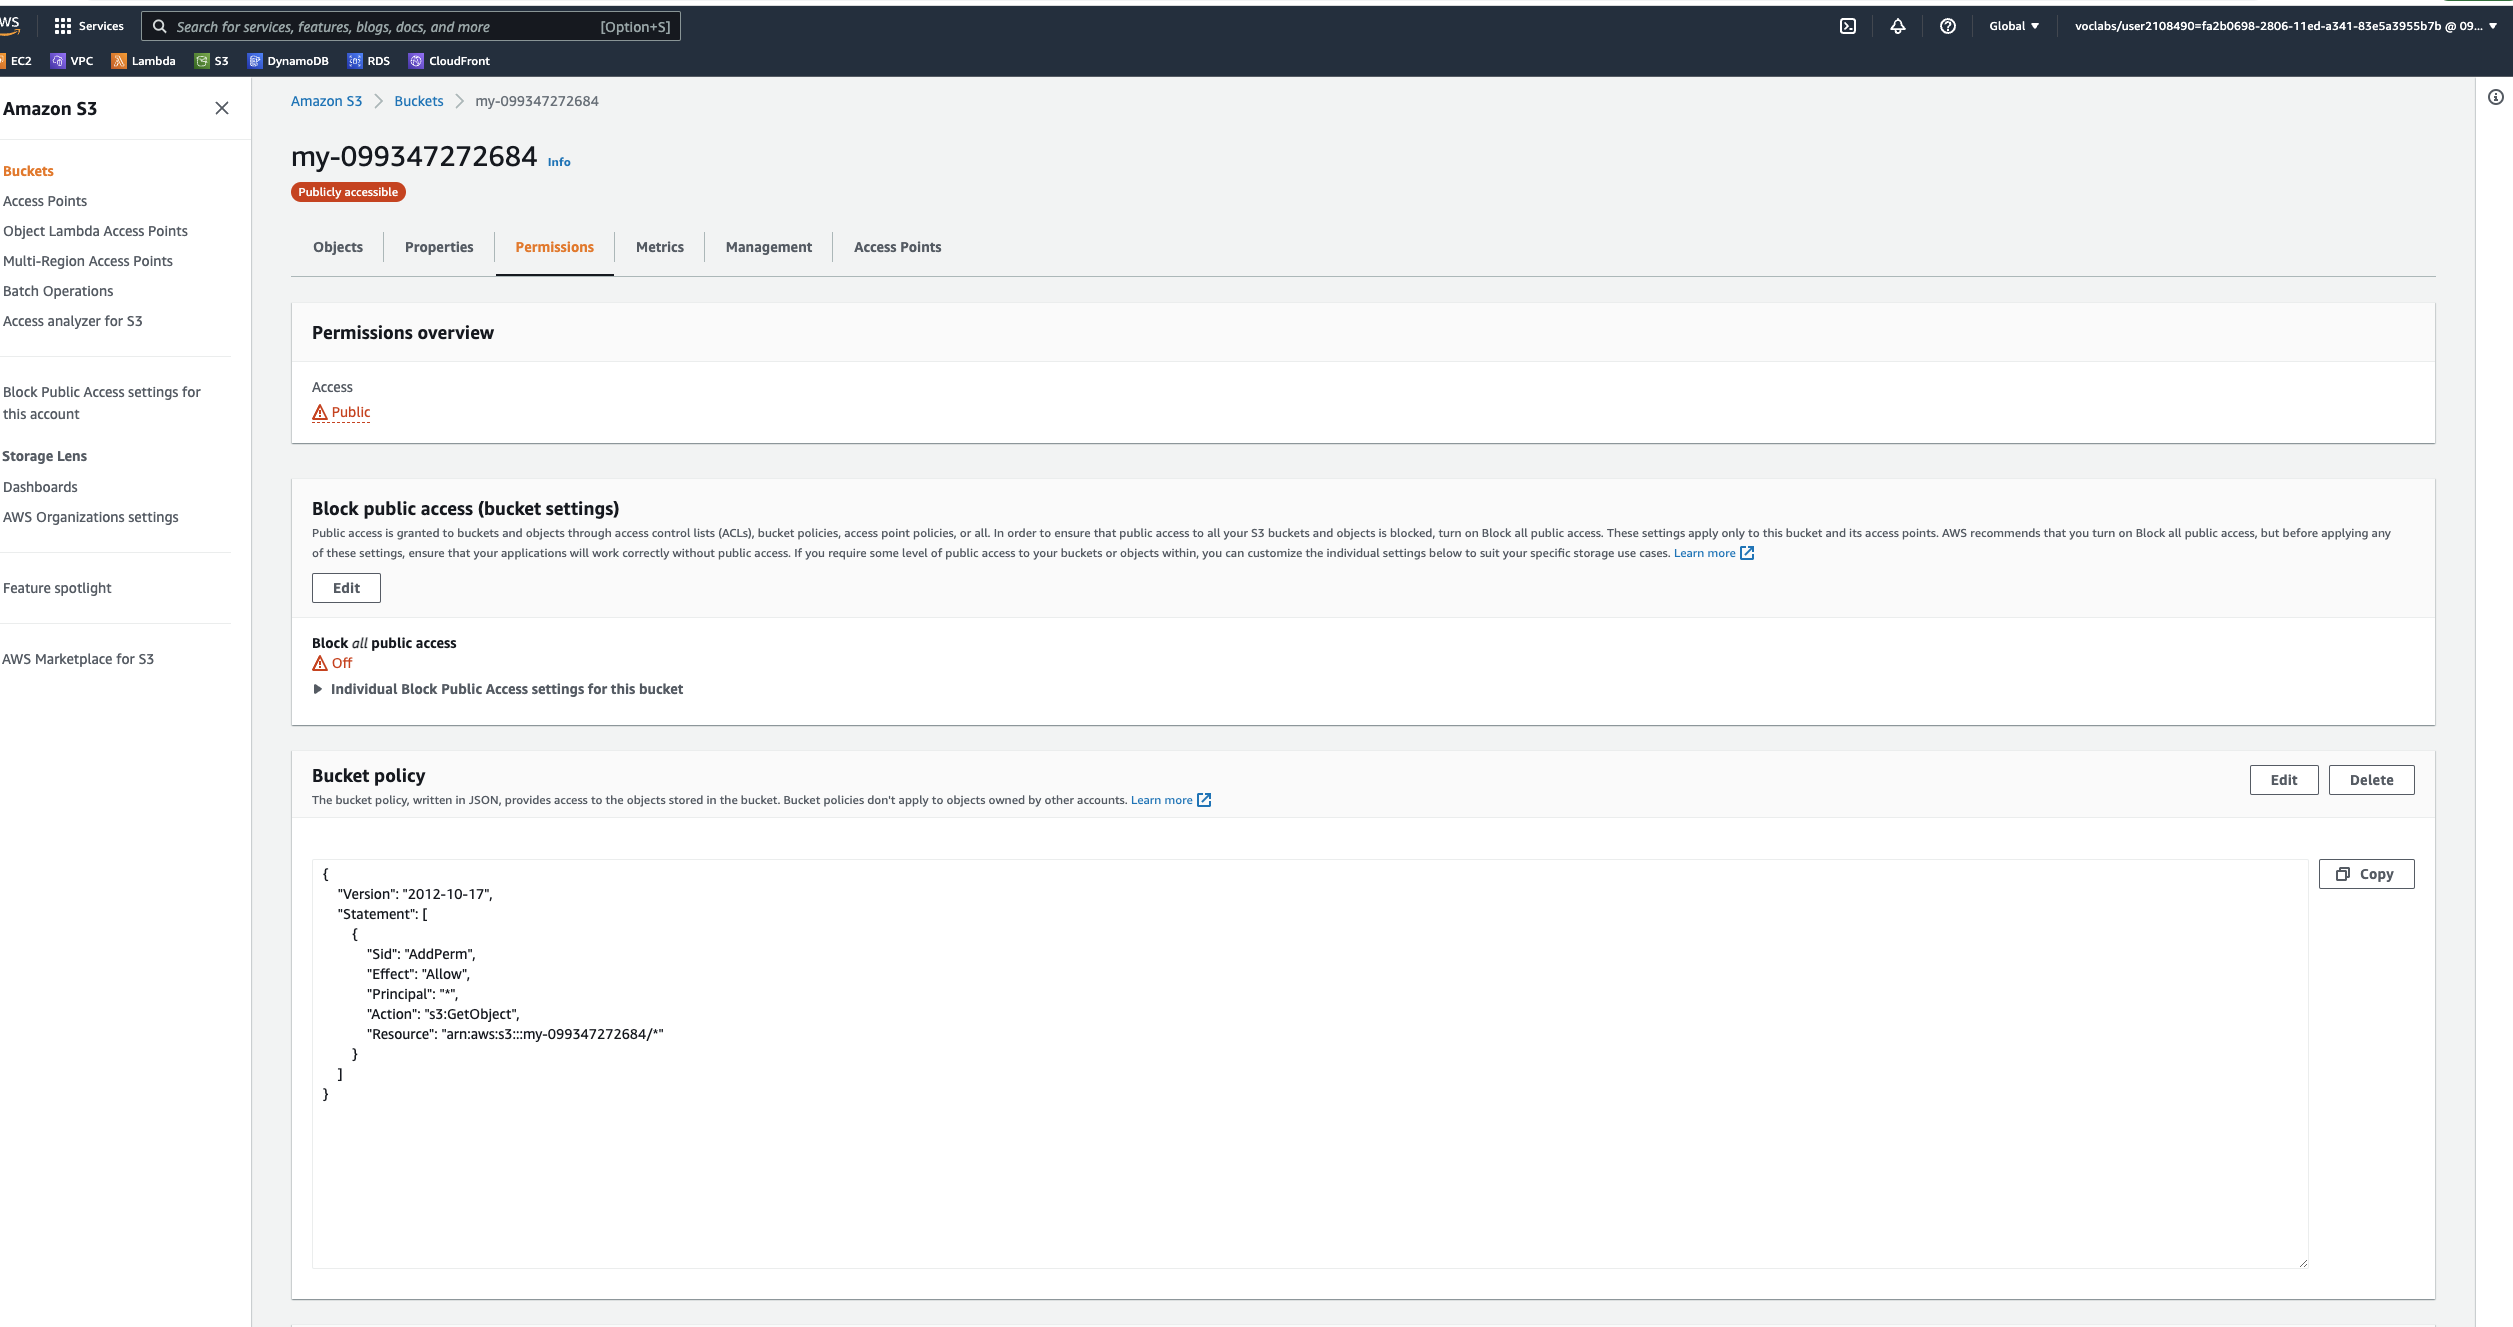 Services
Search for services, features, blogs, docs, and more
[Option+S]
Global
voclabs/user2108490=fa2b0698-2806-11ed-a341-83e5a3955b7b @ 09...
EC2
VPC
Lambda
S3
DynamoDB
RDS
CloudFront
Amazon S3
Buckets
Access Points
Object Lambda Access Points
Multi-Region Access Points
Batch Operations
Access analyzer for S3
Block Public Access settings for
this account
Storage Lens
Dashboards
AWS Organizations settings
Feature spotlight
AWS Marketplace for S3
Amazon S3
Buckets
my-099347272684
my-099347272684 Info
Publicly accessible
Objects
Properties
Permissions
Metrics
Management
Access Points
Permissions overview
Access
Public
Block public access (bucket settings)
Public access is granted to buckets and objects through access control lists (ACLs), bucket policies, access point policies, or all. In order to ensure that public access to all your S3 buckets and objects is blocked, turn on Block all public access. These settings apply only to this bucket and its access points. AWS recommends that you turn on Block all public access, but before applying any
of these settings, ensure that your applications will work correctly without public access. If you require some level of public access to your buckets or objects within, you can customize the individual settings below to suit your specific storage use cases. Learn more
Edit
Block all public access
Off
Individual Block Public Access settings for this bucket
Bucket policy
The bucket policy, written in JSON, provides access to the objects stored in the bucket. Bucket policies don't apply to objects owned by other accounts. Learn more
Edit
Delete
Copy
{
"Version": "2012-10-17",
"Statement": [
{
"Sid": "AddPerm",
"Effect": "Allow",
"Principal": "*",
"Action": "s3:GetObject",
"Resource": "arn:aws:s3:::my-099347272684/*"
}
]
}